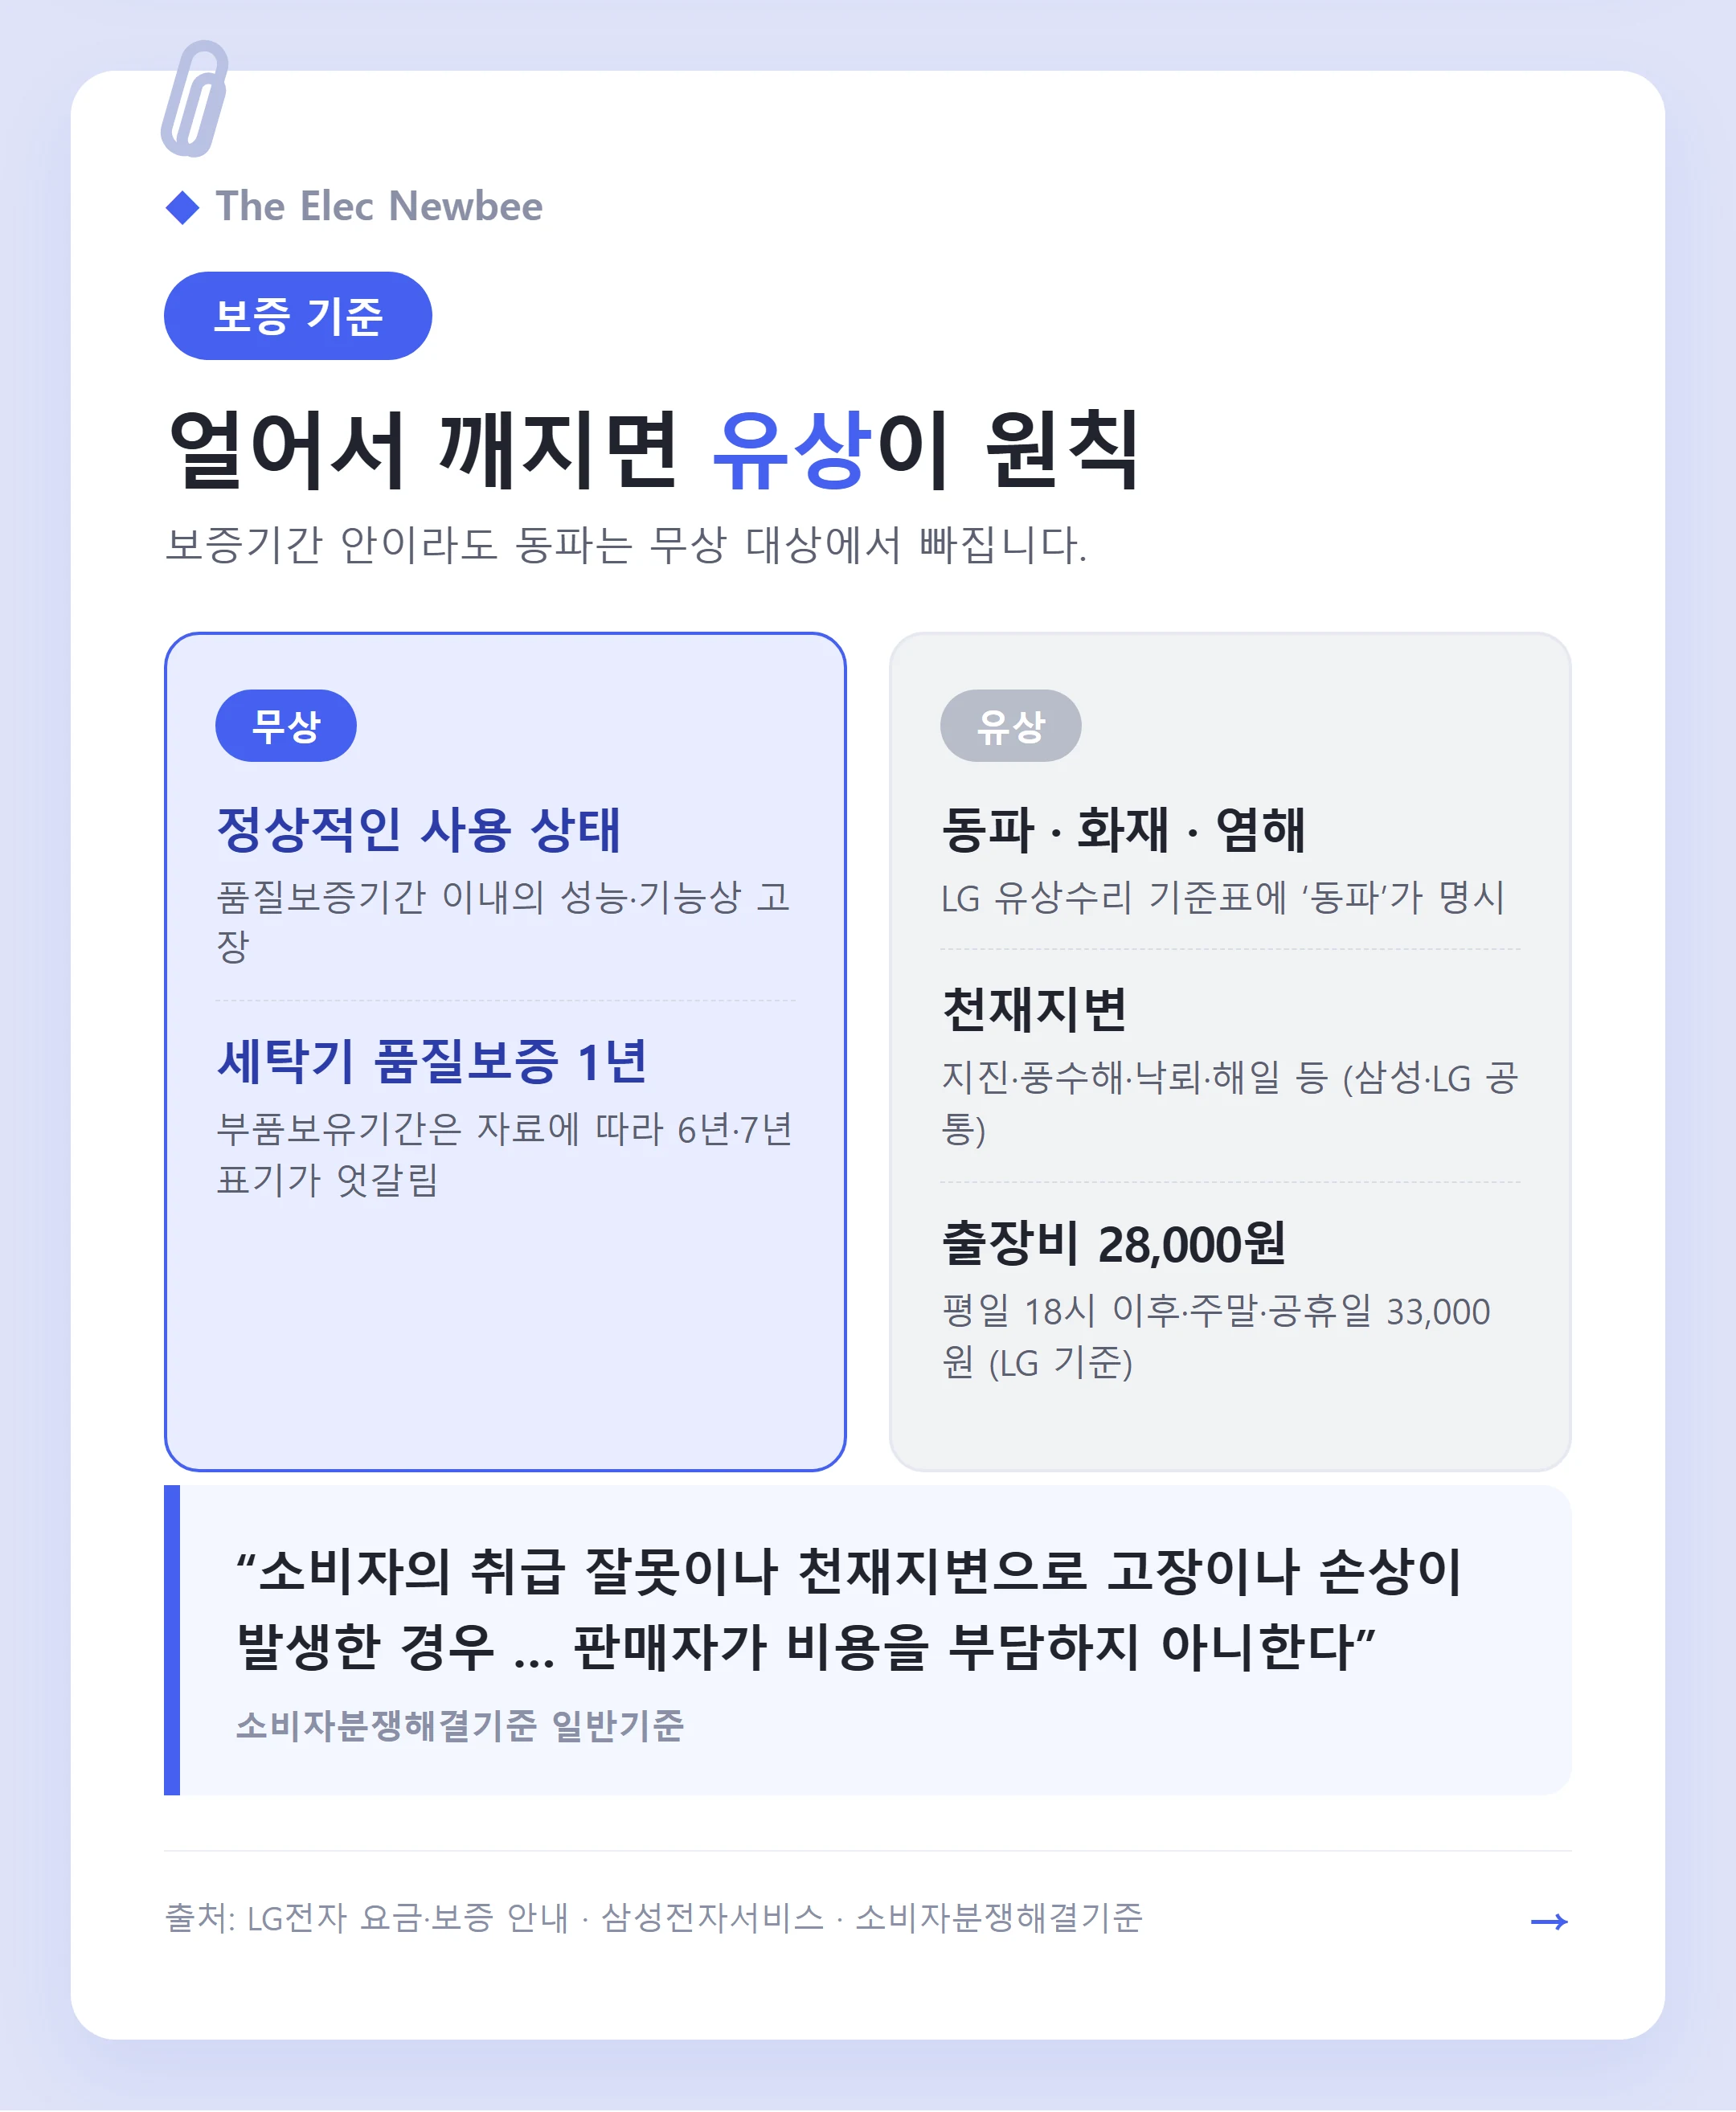 The Elec Newbee
보증 기준
얼어서 깨지면 유상이 원칙
보증기간 안이라도 동파는 무상 대상에서 빠집니다.
무상
정상적인 사용 상태
품질보증기간 이내의 성능·기능상 고
장
세탁기 품질보증 1년
부품보유기간은 자료에 따라 6년·7년
표기가 엇갈림
유상
동파 · 화재 · 염해
LG 유상수리 기준표에 ‘동파’가 명시
천재지변
지진·풍수해·낙뢰·해일 등 (삼성·LG 공
통)
출장비 28,000원
평일 18시 이후·주말·공휴일 33,000
원 (LG 기준)
“소비자의 취급 잘못이나 천재지변으로 고장이나 손상이
발생한 경우 … 판매자가 비용을 부담하지 아니한다”
소비자분쟁해결기준 일반기준
출처: LG전자 요금·보증 안내 · 삼성전자서비스 · 소비자분쟁해결기준 →